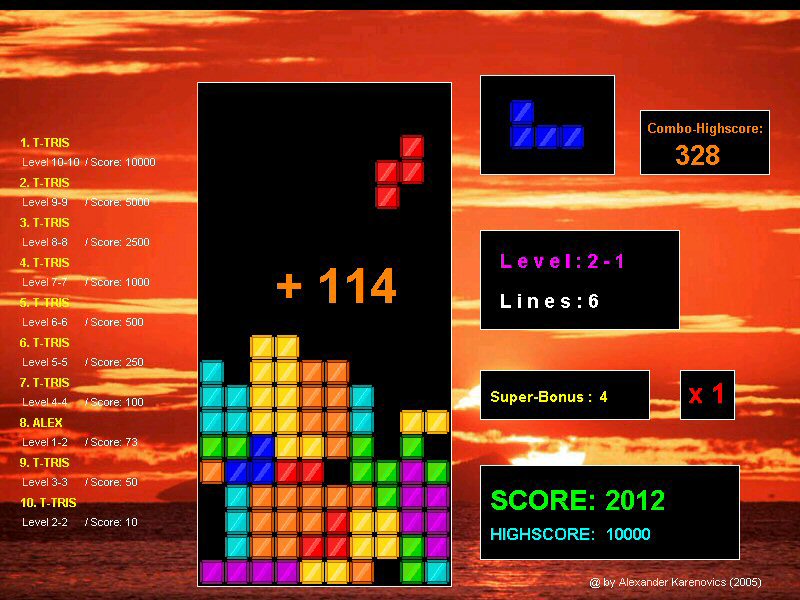 1. T-TRIS
Level 10-10 / Score: 10000
2. T-TRIS
Level 9-9 / Score: 5000
3. T-TRIS
Level 8-8 / Score: 2500
4. T-TRIS
Level 7-7 / Score: 1000
5. T-TRIS
Level 6-6 / Score: 500
6. T-TRIS
Level 5-5 / Score: 250
7. T-TRIS
Level 4-4 / Score: 100
8. ALEX
Level 1-2 / Score: 73
9. T-TRIS
Level 3-3 / Score: 50
10. T-TRIS
Level 2-2 / Score: 10
+ 114
Combo-Highscore:
328
Level: 2-1
Lines: 6
Super-Bonus : 4
x 1
SCORE: 2012
HIGHSCORE: 10000
@ by Alexander Karenovics (2005)